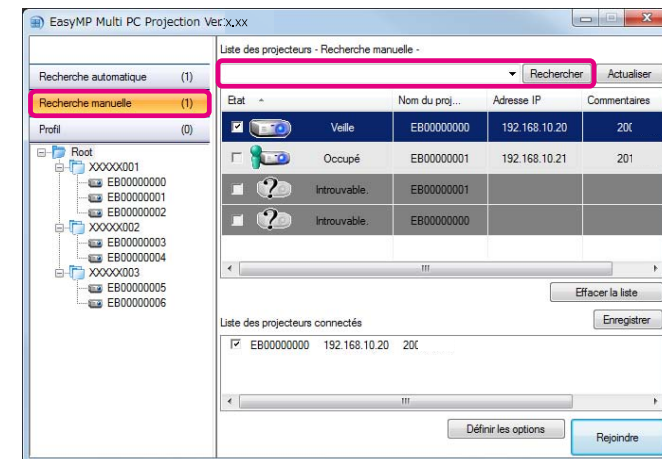 EasyMP Multi PC Projection Ver.x.xx
Liste des projecteurs - Recherche manuelle -
Rechercher Actualiser
Recherche automatique (1)
Recherche manuelle (1)
Profil (0)
Root
XXXXX001
EB00000000
EB00000001
EB00000002
XXXXX002
EB00000003
EB00000004
XXXXX003
EB00000005
EB00000006
Etat Nom du proj... Adresse IP Commentaires
Veille EB00000000 192.168.10.20 200
Occupé EB00000001 192.168.10.21 201
Introuvable. EB00000001
Introuvable. EB00000000
Effacer la liste
Liste des projecteurs connectés Enregistrer
EB00000000 192.168.10.20 200
Définir les options Rejoindre